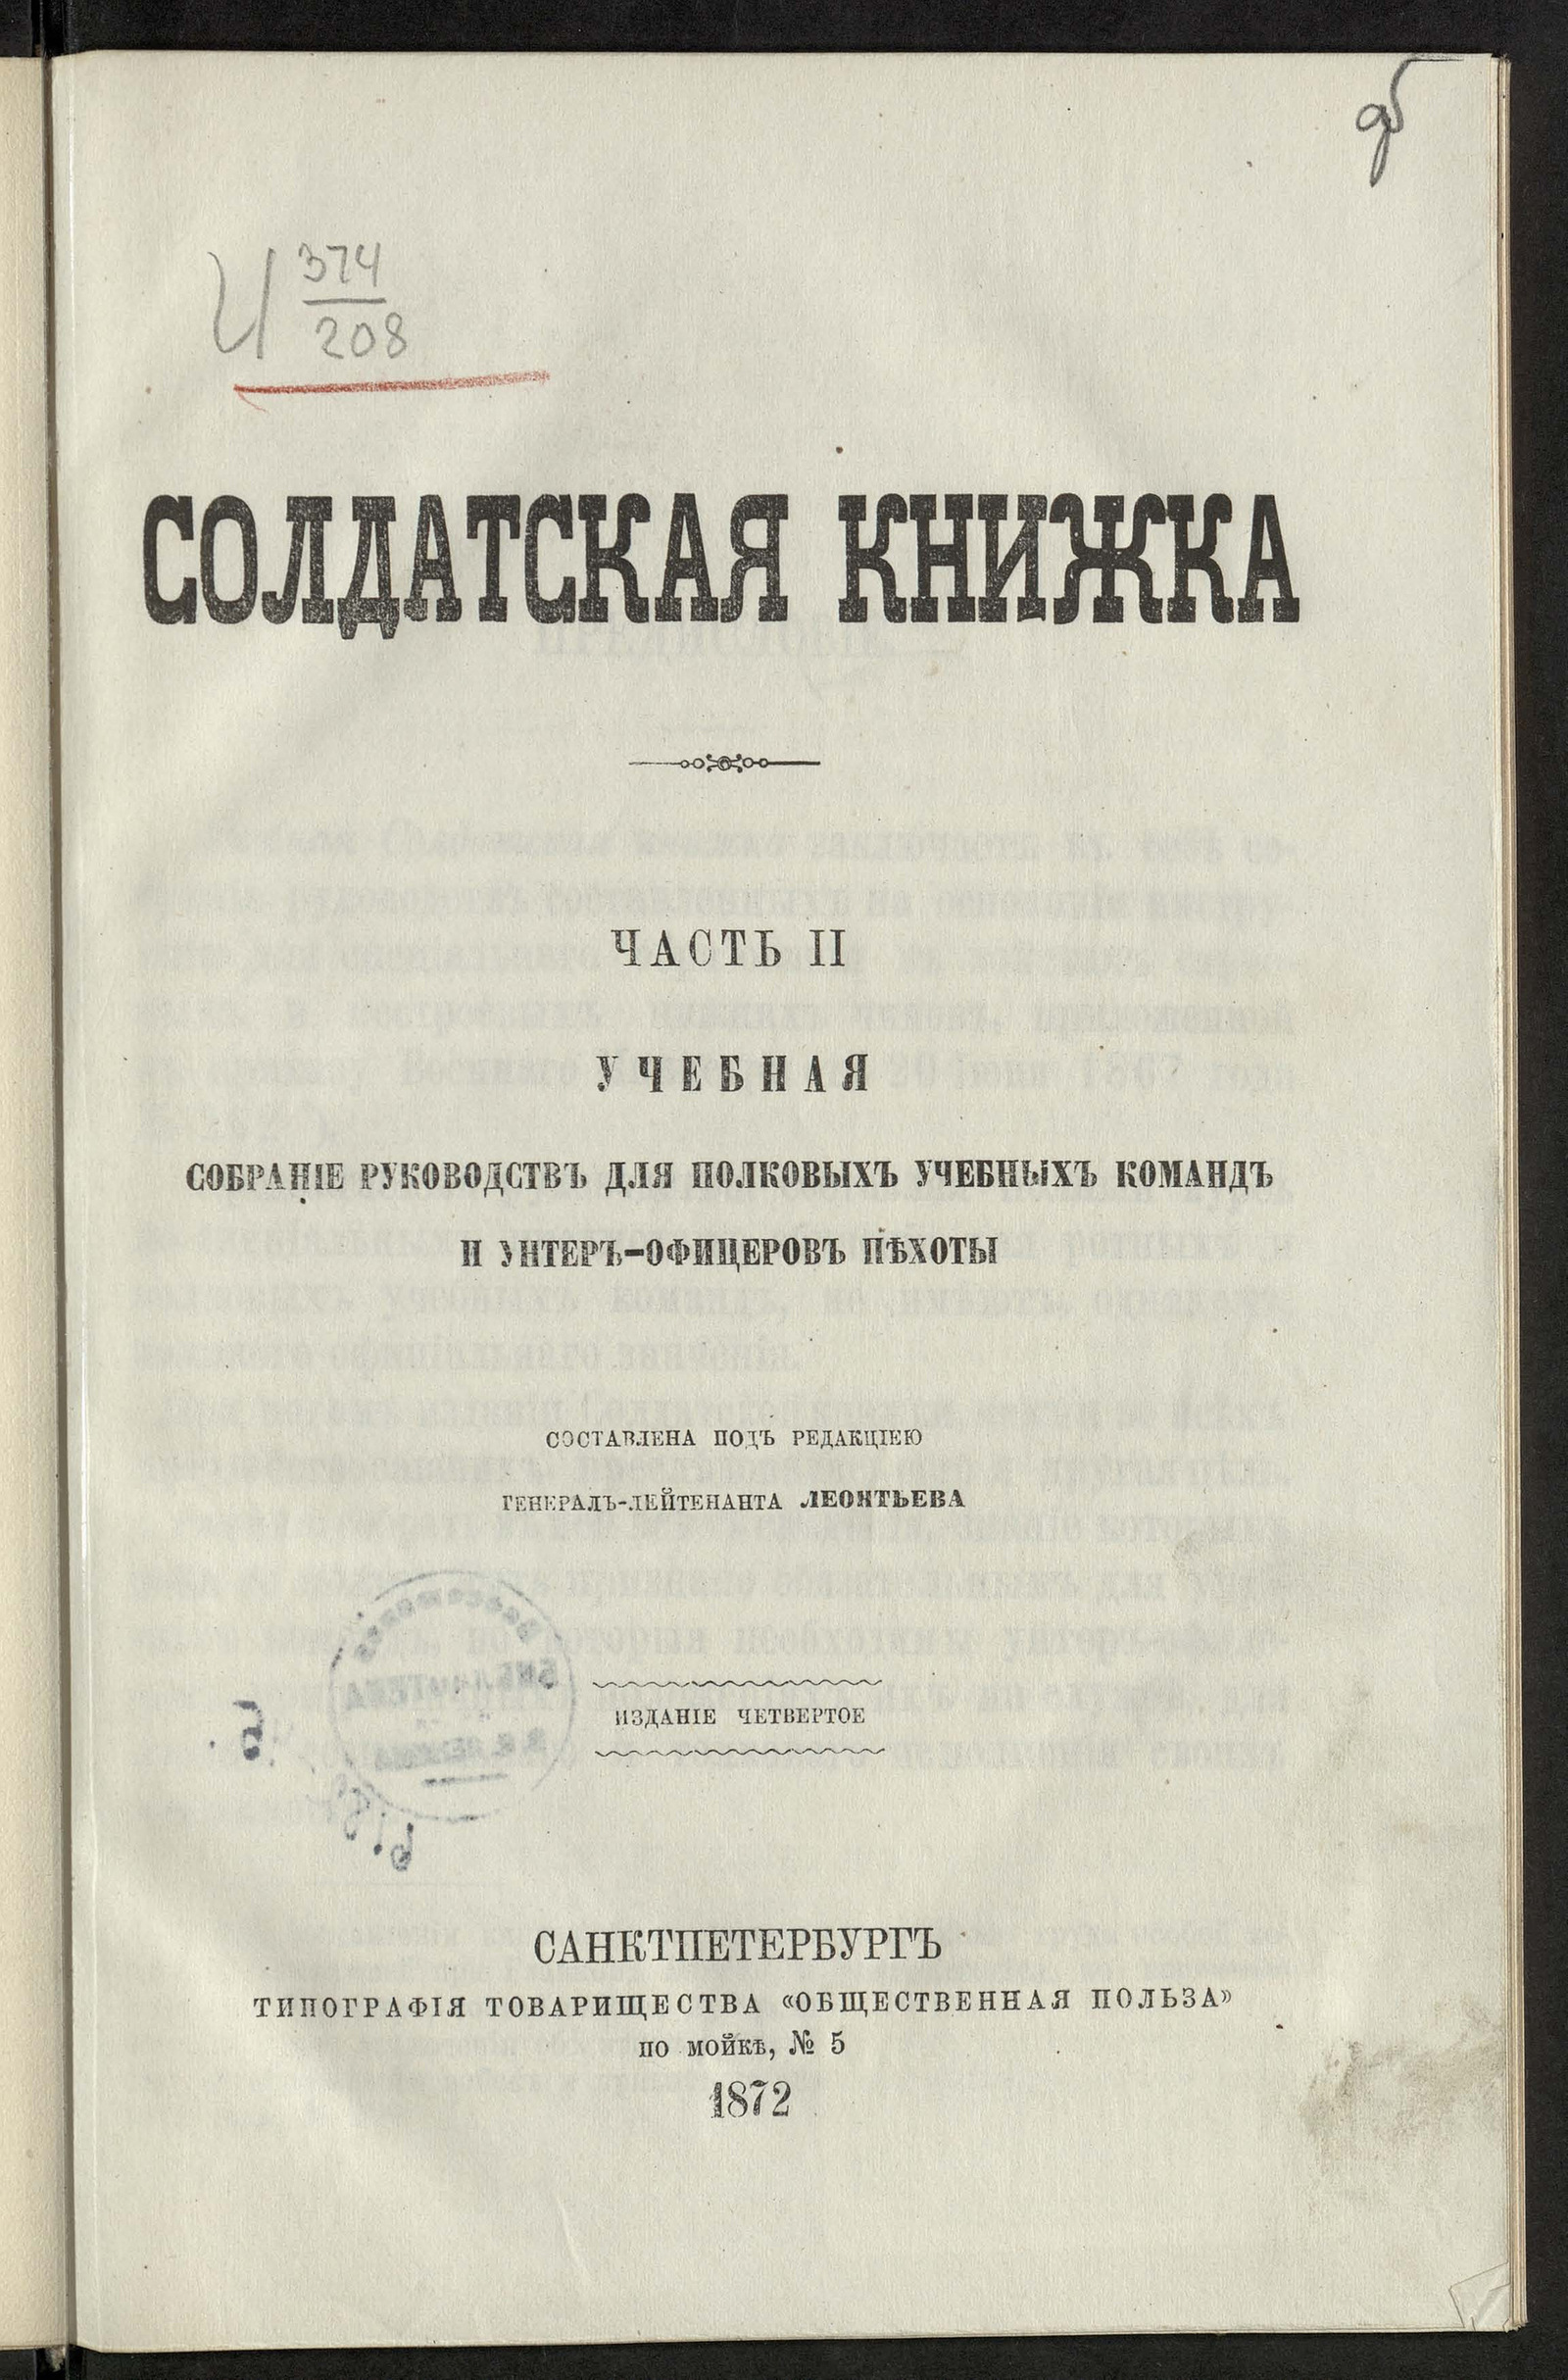 дб
И 374
208
СОЛДАТСКАЯ КНИЖКА
ЧАСТЬ II
УЧЕБНАЯ
СОБРАНІЕ РУКОВОДСТВЪ ДЛЯ ПОЛКОВЫХЪ УЧЕБНЫХЪ КОМАНДЪ
И УНТЕРЪ-ОФИЦЕРОВЪ ПѢХОТЫ
СОСТАВЛЕНА ПОДЪ РЕДАКЦІЕЮ
ГЕНЕРАЛЪ-ЛЕЙТЕНАНТА ЛЕОНТЬЕВА
ИЗДАНІЕ ЧЕТВЕРТОЕ
САНКТПЕТЕРБУРГЪ
ТИПОГРАФІЯ ТОВАРИЩЕСТВА «ОБЩЕСТВЕННАЯ ПОЛЬЗА»
ПО МОЙКѢ, № 5
1872